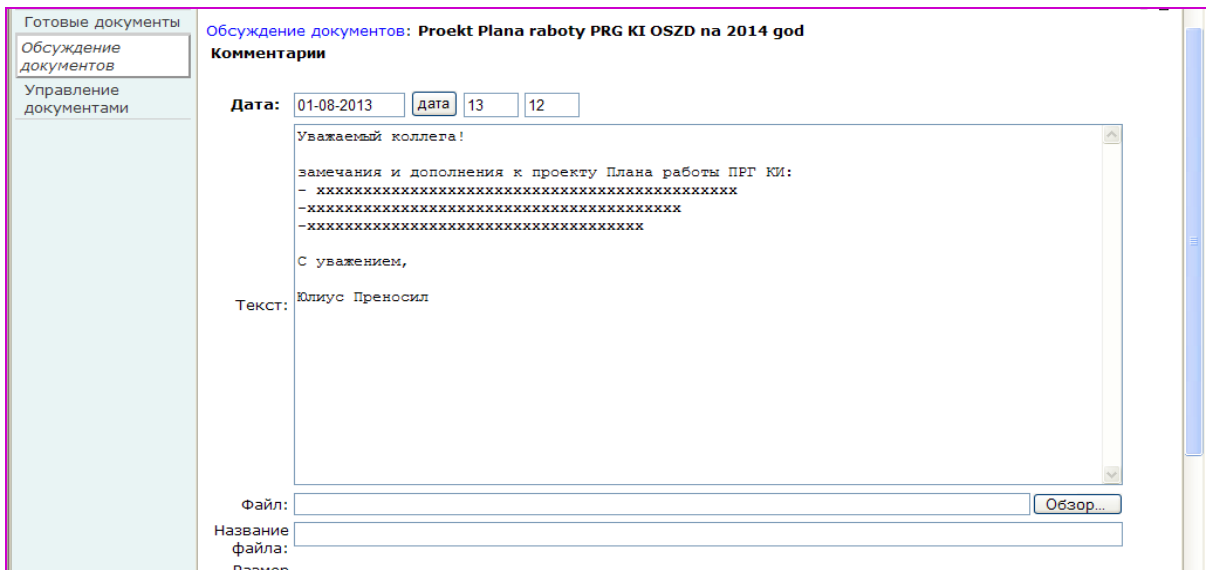 Готовые документы
Обсуждение
документов
Управление
документами
Обсуждение документов: Proekt Plana raboty PRG KI OSZD na 2014 god
Комментарии
Дата: 01-08-2013 дата 13 12
Уважаемый коллега!
замечания и дополнения к проекту Плана работы ПРГ КИ:
- xxxxxxxxxxxxxxxxxxxxxxxxxxxxxxxxxxxxxxxxxxxxx
-xxxxxxxxxxxxxxxxxxxxxxxxxxxxxxxxxxxxxxxx
-xxxxxxxxxxxxxxxxxxxxxxxxxxxxxxxxxxxx
С уважением,
Юлиус Преносил
Текст:
Файл: Обзор...
Название
файла:
Размер